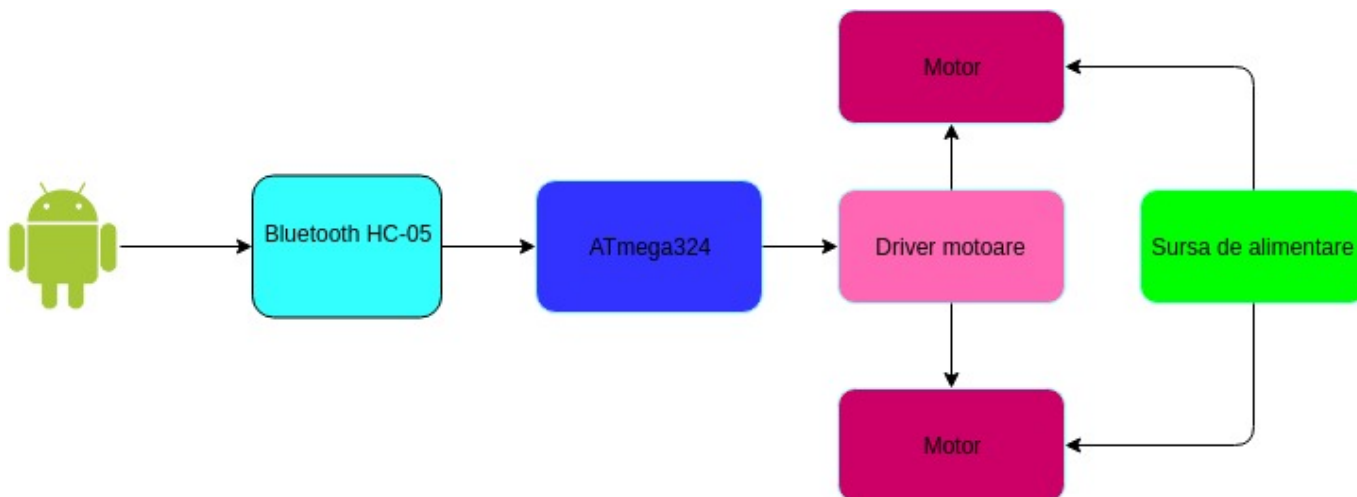 Motor
Bluetooth HC-05
ATmega324
Driver motoare
Sursa de alimentare
Motor